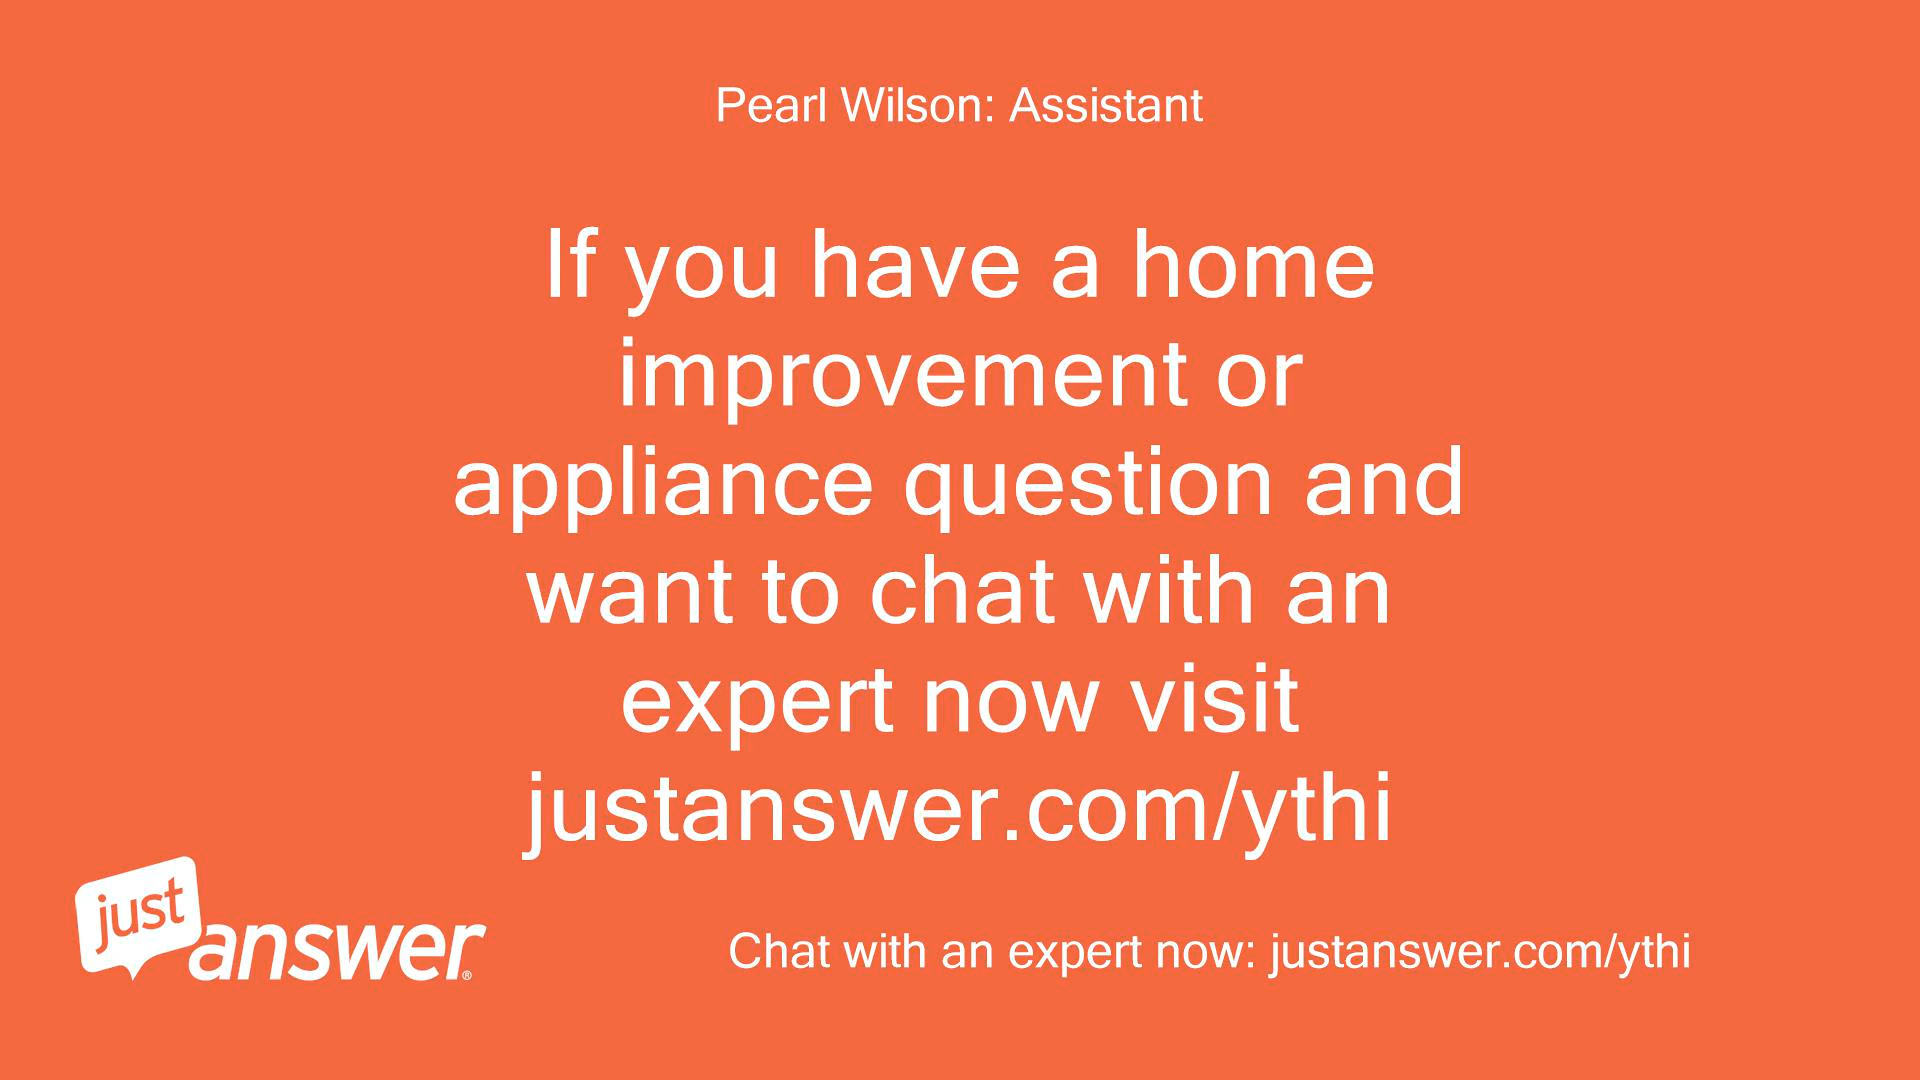 Pearl Wilson: Assistant
If you have a home
improvement or
appliance question and
want to chat with an
expert now visit
justanswer.com/ythi
just
answer®
Chat with an expert now: justanswer.com/ythi